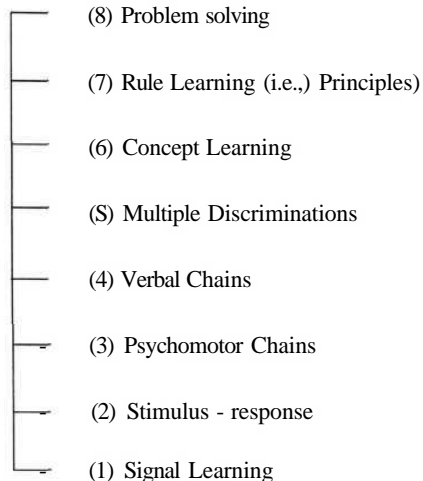 (8) Problem solving
(7) Rule Learning (i.e.,) Principles)
(6) Concept Learning
(S) Multiple Discriminations
(4) Verbal Chains
(3) Psychomotor Chains
(2) Stimulus - response
(1) Signal Learning